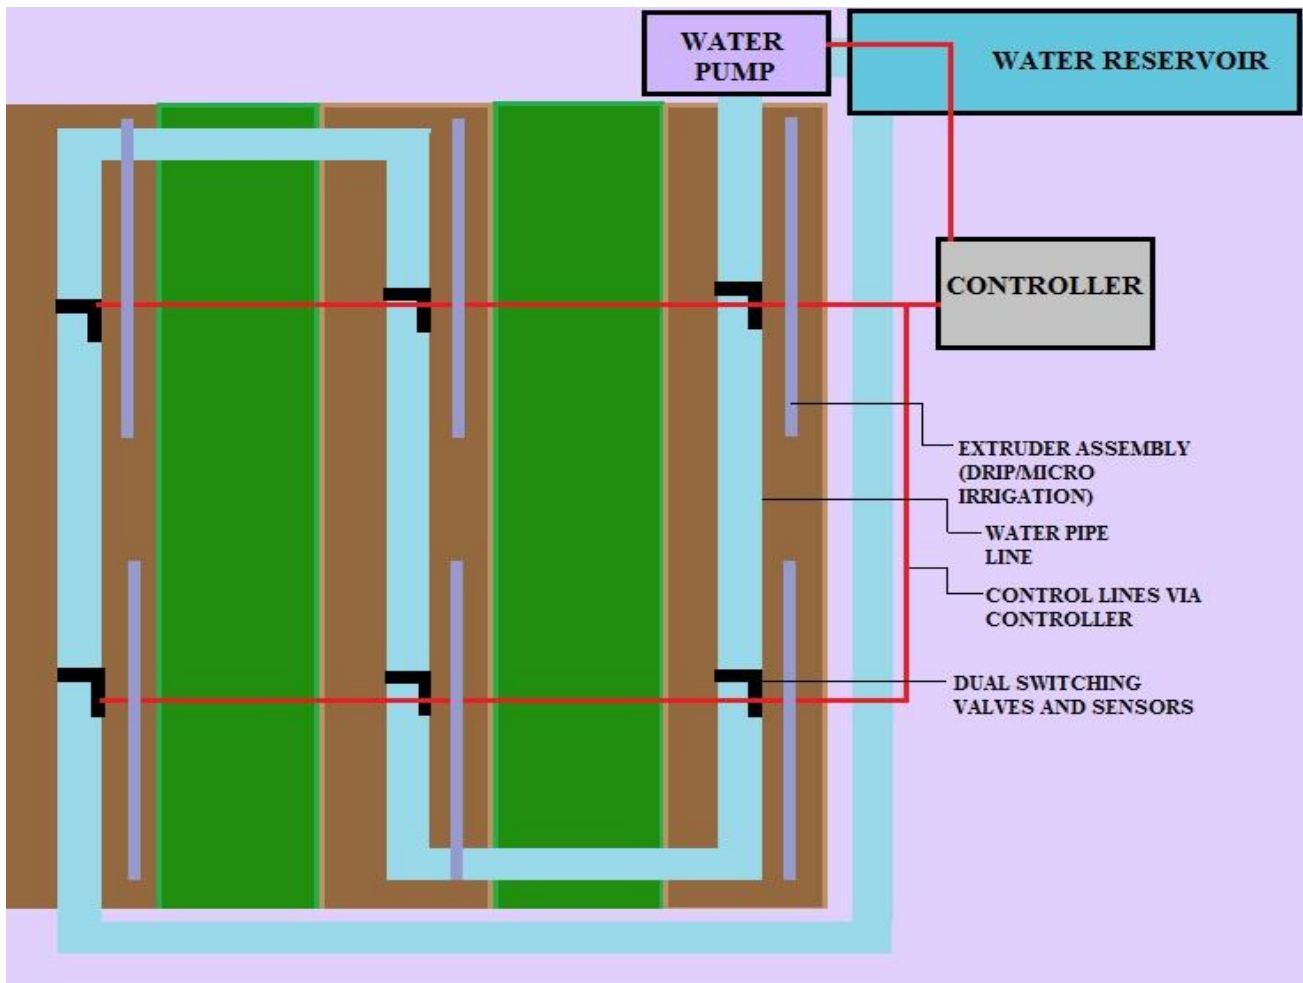 WATER
PUMP
WATER RESERVOIR
CONTROLLER
EXTRUDER ASSEMBLY
(DRIP/MICRO
IRRIGATION)
WATER PIPE
LINE
CONTROL LINES VIA
CONTROLLER
DUAL SWITCHING
VALVES AND SENSORS